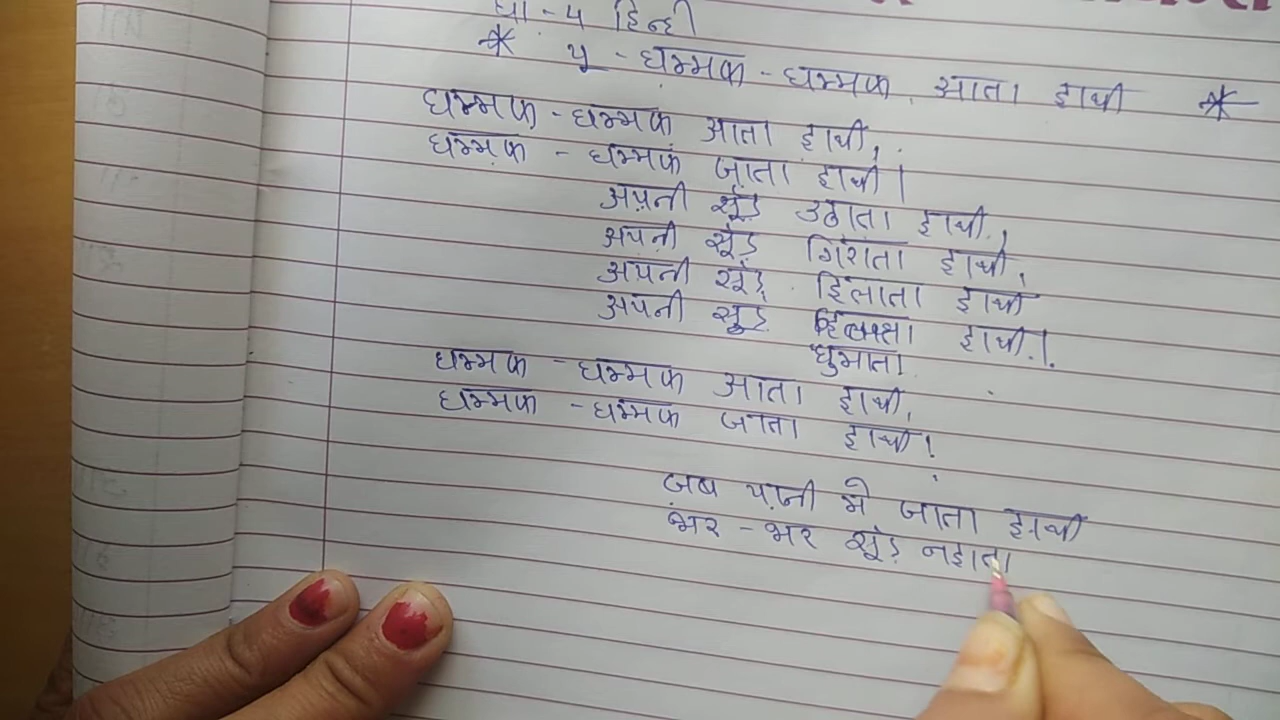 धो - 4 हिन्दी
* 4 - धम्मक - धम्मक आता हाथी *
धम्मक - धम्मक आता हाथी,
धम्मक - धम्मक जाता हाथी।
अपनी सूँड़ उठाता हाथी,
अपनी सूँड़ गिराता हाथी,
अपनी सूँड़ हिलाता हाथी
अपनी सूँड़ हाथी।
घुमाता
धम्मक - धम्मक आता हाथी,
धम्मक - धम्मक जाता हाथी।
जब पानी में जाता हाथी
भर - भर सूँड़ नहाता